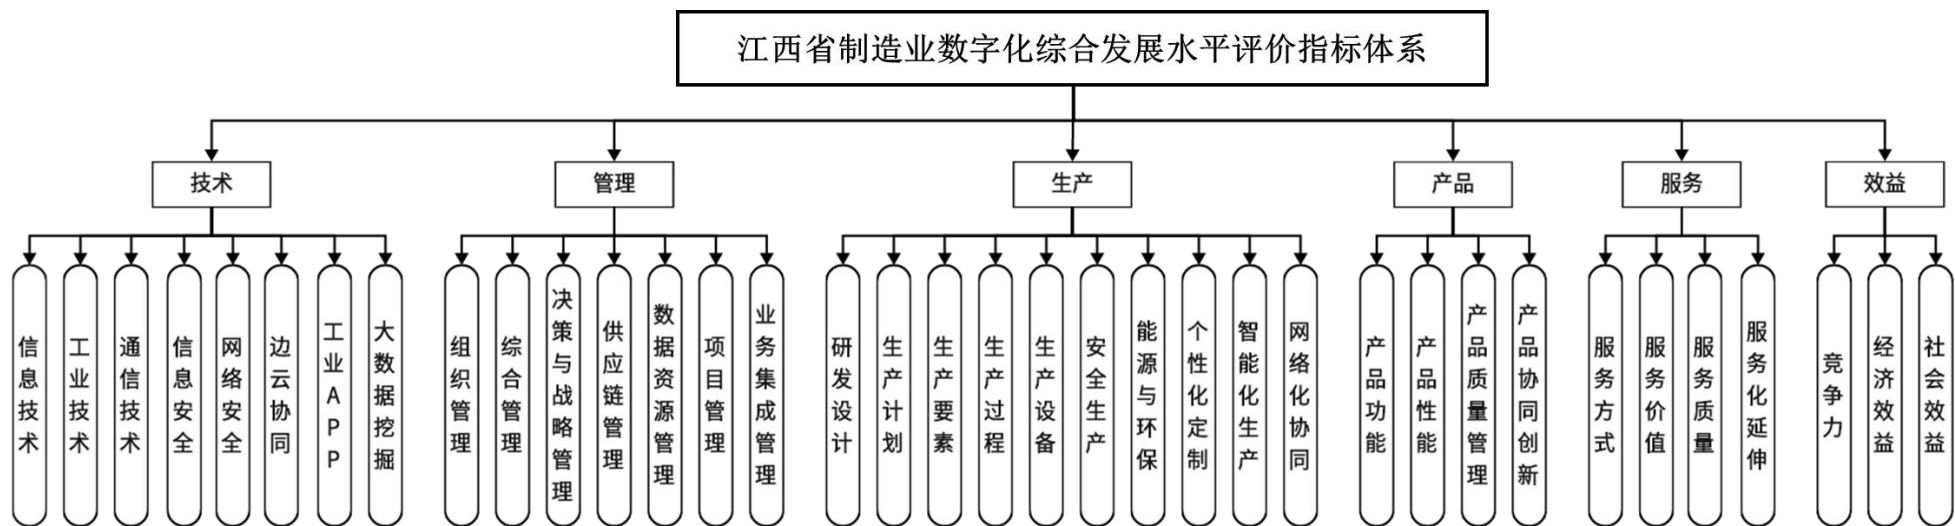 江西省制造业数字化综合发展水平评价指标体系
技术
管理
生产
产品
服务
效益
信息技术
工业技术
通信技术
信息安全
网络安全
边云协同
工业APP
大数据挖掘
组织管理
综合管理
决策与战略管理
供应链管理
数据资源管理
项目管理
业务集成管理
研发设计
生产计划
生产要素
生产过程
生产设备
安全生产
能源与环保
个性化定制
智能化生产
网络化协同
产品功能
产品性能
产品质量管理
产品协同创新
服务方式
服务价值
服务质量
服务化延伸
竞争力
经济效益
社会效益